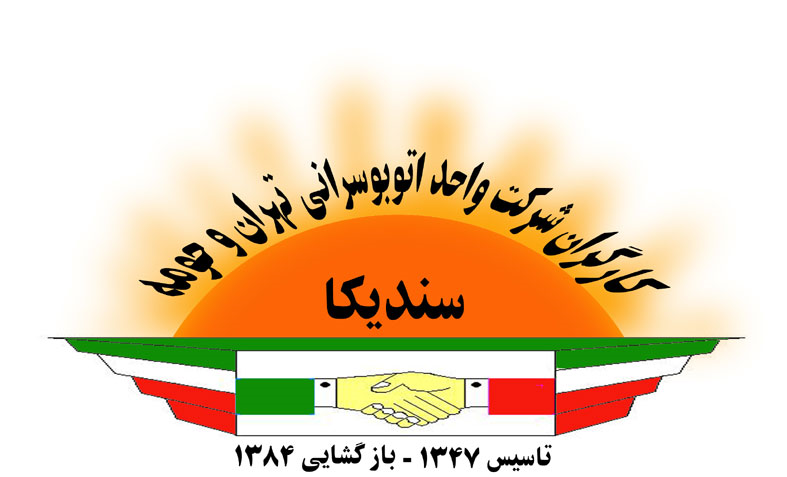 کارگران شرکت واحد اتوبوسرانی تهران و حومه
سندیکا
تاسیس ۱۳۴۷ - بازگشایی ۱۳۸۴